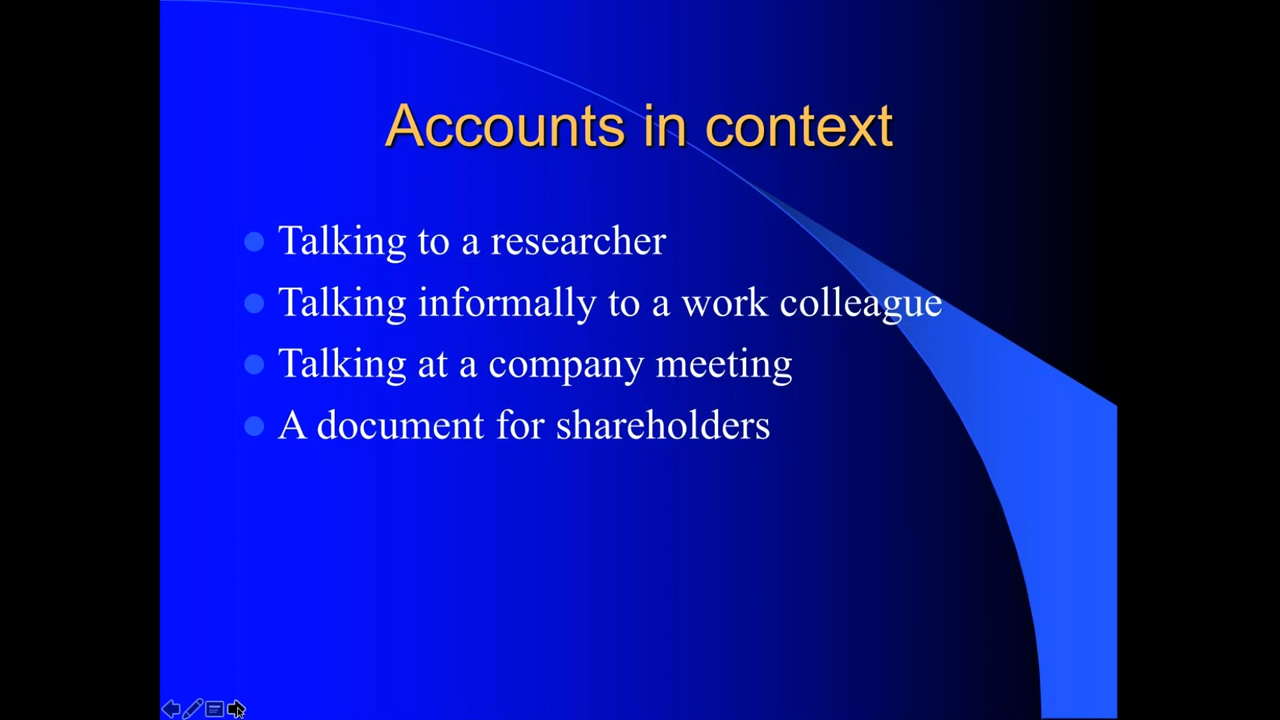 Accounts in context
Talking to a researcher
Talking informally to a work colleague
Talking at a company meeting
A document for shareholders